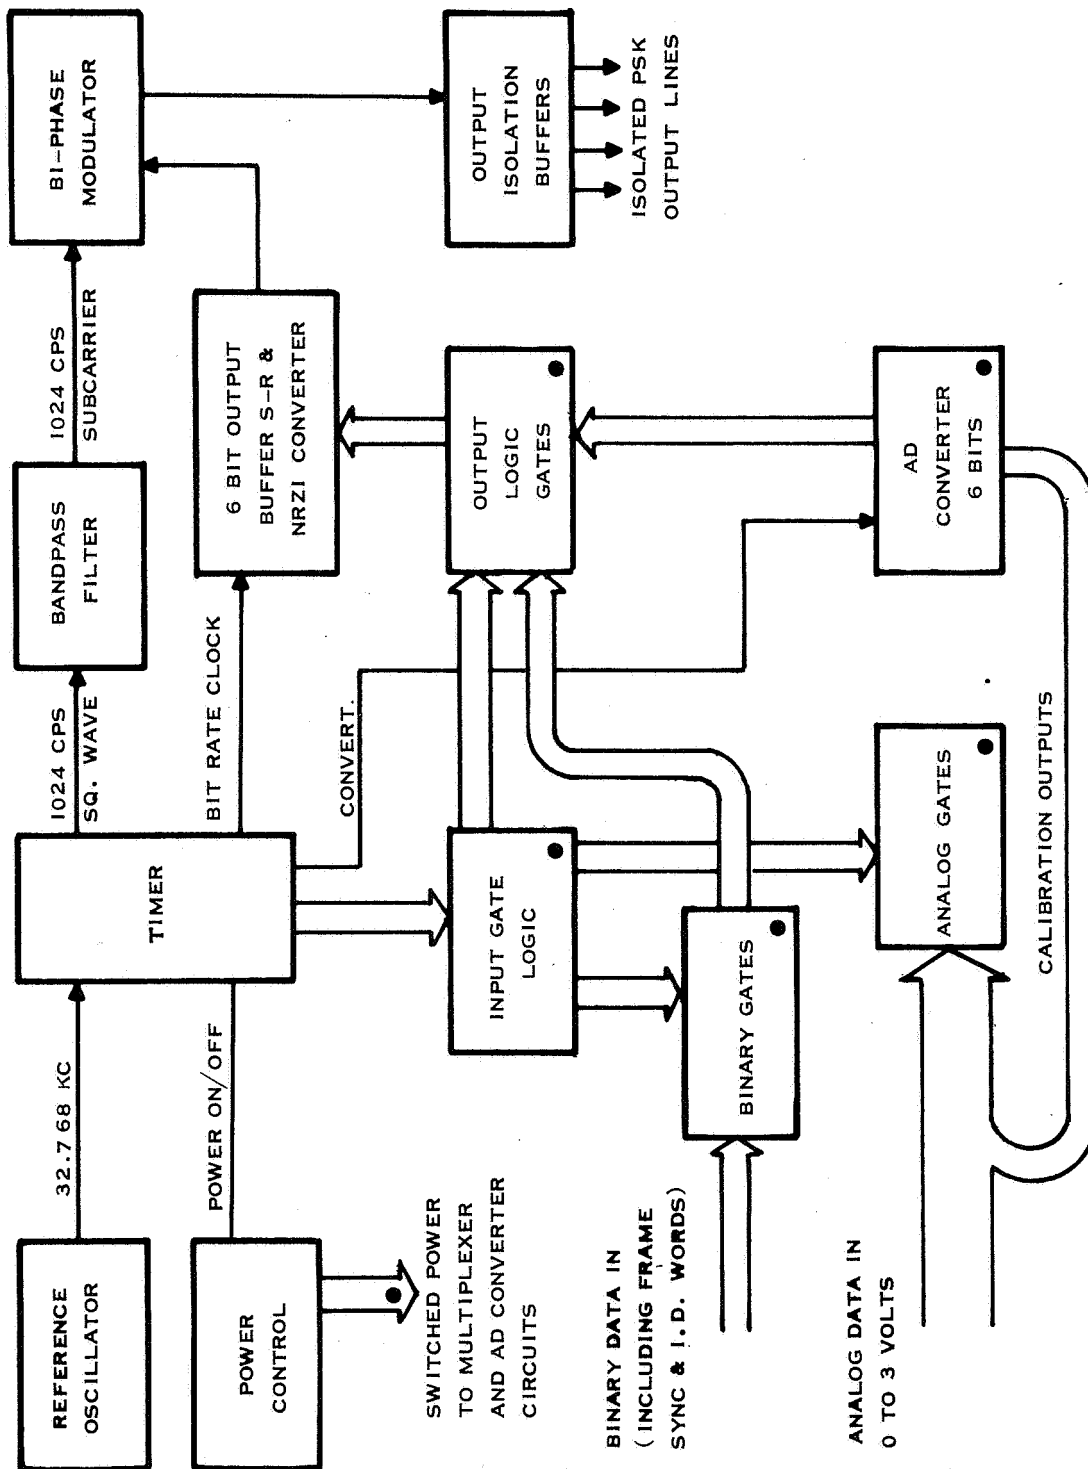 REFERENCE
OSCILLATOR
32.768 KC
TIMER
1024 CPS
SQ. WAVE
BANDPASS
FILTER
1024 CPS
SUBCARRIER
BI-PHASE
MODULATOR
POWER
CONTROL
POWER ON/OFF
BIT RATE CLOCK
6 BIT OUTPUT
BUFFER S-R &
NRZI CONVERTER
CONVERT.
SWITCHED POWER
TO MULTIPLEXER
AND AD CONVERTER
CIRCUITS
INPUT GATE
LOGIC
OUTPUT
LOGIC
GATES
OUTPUT
ISOLATION
BUFFERS
ISOLATED PSK
OUTPUT LINES
BINARY DATA IN
(INCLUDING FRAME
SYNC & I.D. WORDS)
BINARY GATES
ANALOG DATA IN
0 TO 3 VOLTS
ANALOG GATES
AD
CONVERTER
6 BITS
CALIBRATION OUTPUTS